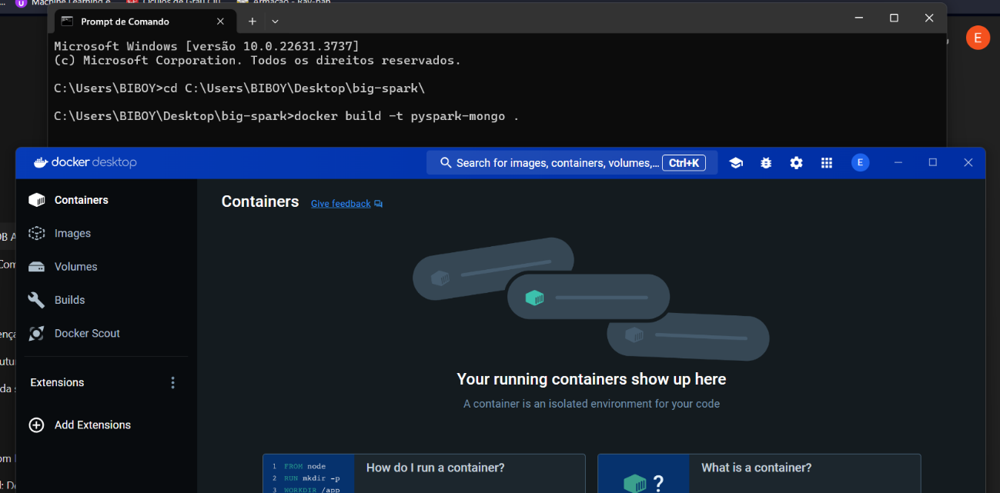 Prompt de Comando
Microsoft Windows [versão 10.0.22631.3737]
(c) Microsoft Corporation. Todos os direitos reservados.
C:\Users\BIBOY>cd C:\Users\BIBOY\Desktop\big-spark\
C:\Users\BIBOY\Desktop\big-spark>docker build -t pyspark-mongo .
E
docker desktop
Search for images, containers, volumes,... Ctrl+K
E
Containers
Images
Volumes
Builds
Docker Scout
Extensions
Add Extensions
Containers Give feedback
Your running containers show up here
A container is an isolated environment for your code
1 FROM node
2 RUN mkdir -p
3 WORKDIR /app
How do I run a container?
?
What is a container?